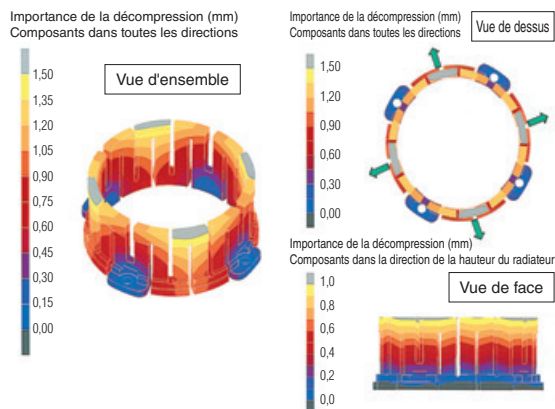 Importance de la décompression (mm)
Composants dans toutes les directions
Vue d'ensemble
1,50
1,35
1,20
1,05
0,90
0,75
0,60
0,45
0,30
0,15
0,00
Importance de la décompression (mm)
Composants dans toutes les directions
Vue de dessus
1,50
1,20
0,90
0,60
0,30
0,00
Importance de la décompression (mm)
Composants dans la direction de la hauteur du radiateur
Vue de face
1,0
0,8
0,6
0,4
0,2
0,0